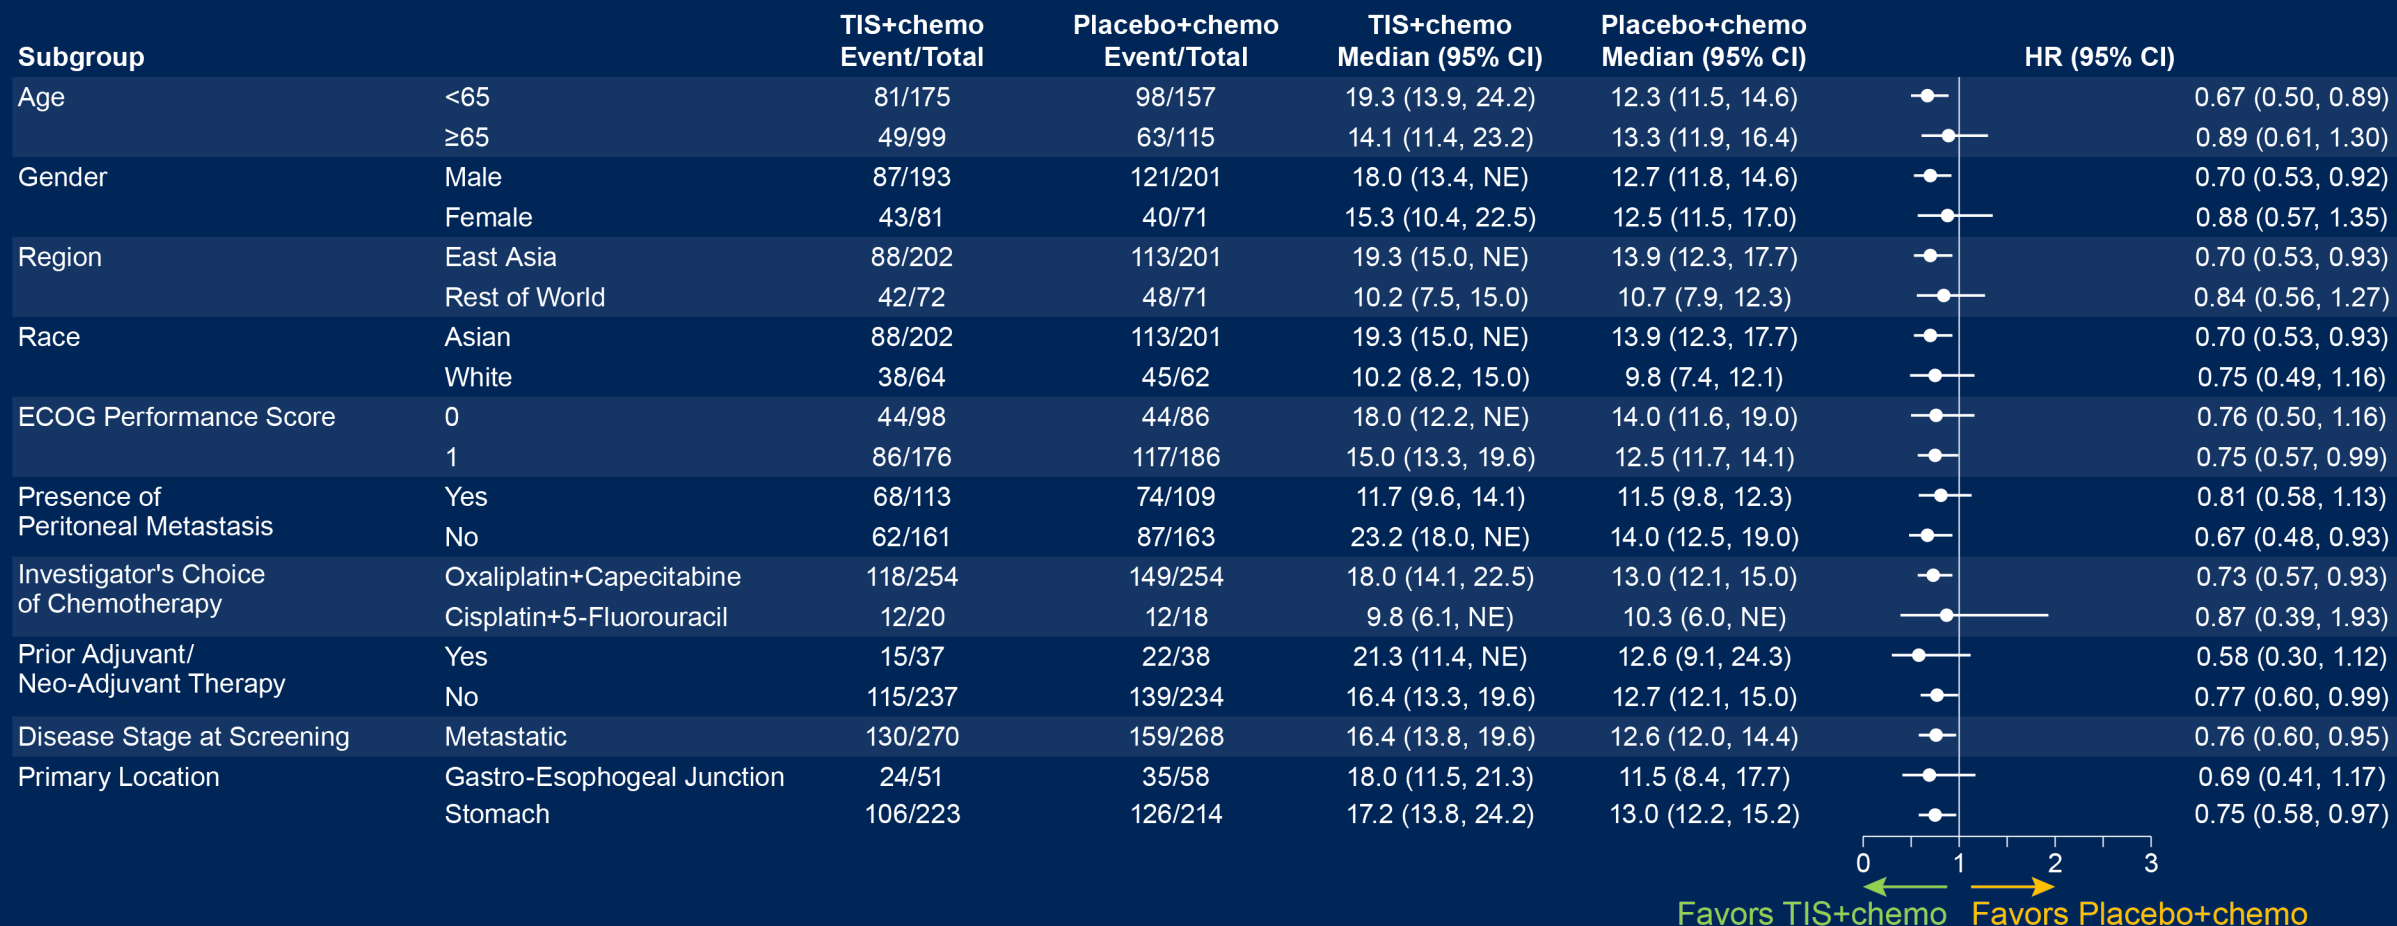 TIS+chemo Placebo+chemo TIS+chemo Placebo+chemo
Subgroup Event/Total Event/Total Median (95% CI) Median (95% CI) HR (95% CI)
Age <65 81/175 98/157 19.3 (13.9, 24.2) 12.3 (11.5, 14.6) 0.67 (0.50, 0.89)
≥65 49/99 63/115 14.1 (11.4, 23.2) 13.3 (11.9, 16.4) 0.89 (0.61, 1.30)
Gender Male 87/193 121/201 18.0 (13.4, NE) 12.7 (11.8, 14.6) 0.70 (0.53, 0.92)
Female 43/81 40/71 15.3 (10.4, 22.5) 12.5 (11.5, 17.0) 0.88 (0.57, 1.35)
Region East Asia 88/202 113/201 19.3 (15.0, NE) 13.9 (12.3, 17.7) 0.70 (0.53, 0.93)
Rest of World 42/72 48/71 10.2 (7.5, 15.0) 10.7 (7.9, 12.3) 0.84 (0.56, 1.27)
Race Asian 88/202 113/201 19.3 (15.0, NE) 13.9 (12.3, 17.7) 0.70 (0.53, 0.93)
White 38/64 45/62 10.2 (8.2, 15.0) 9.8 (7.4, 12.1) 0.75 (0.49, 1.16)
ECOG Performance Score 0 44/98 44/86 18.0 (12.2, NE) 14.0 (11.6, 19.0) 0.76 (0.50, 1.16)
1 86/176 117/186 15.0 (13.3, 19.6) 12.5 (11.7, 14.1) 0.75 (0.57, 0.99)
Presence of Yes 68/113 74/109 11.7 (9.6, 14.1) 11.5 (9.8, 12.3) 0.81 (0.58, 1.13)
Peritoneal Metastasis No 62/161 87/163 23.2 (18.0, NE) 14.0 (12.5, 19.0) 0.67 (0.48, 0.93)
Investigator's Choice Oxaliplatin+Capecitabine 118/254 149/254 18.0 (14.1, 22.5) 13.0 (12.1, 15.0) 0.73 (0.57, 0.93)
of Chemotherapy Cisplatin+5-Fluorouracil 12/20 12/18 9.8 (6.1, NE) 10.3 (6.0, NE) 0.87 (0.39, 1.93)
Prior Adjuvant/ Yes 15/37 22/38 21.3 (11.4, NE) 12.6 (9.1, 24.3) 0.58 (0.30, 1.12)
Neo-Adjuvant Therapy No 115/237 139/234 16.4 (13.3, 19.6) 12.7 (12.1, 15.0) 0.77 (0.60, 0.99)
Disease Stage at Screening Metastatic 130/270 159/268 16.4 (13.8, 19.6) 12.6 (12.0, 14.4) 0.76 (0.60, 0.95)
Primary Location Gastro-Esophogeal Junction 24/51 35/58 18.0 (11.5, 21.3) 11.5 (8.4, 17.7) 0.69 (0.41, 1.17)
Stomach 106/223 126/214 17.2 (13.8, 24.2) 13.0 (12.2, 15.2) 0.75 (0.58, 0.97)
0 1 2 3
Favors TIS+chemo Favors Placebo+chemo